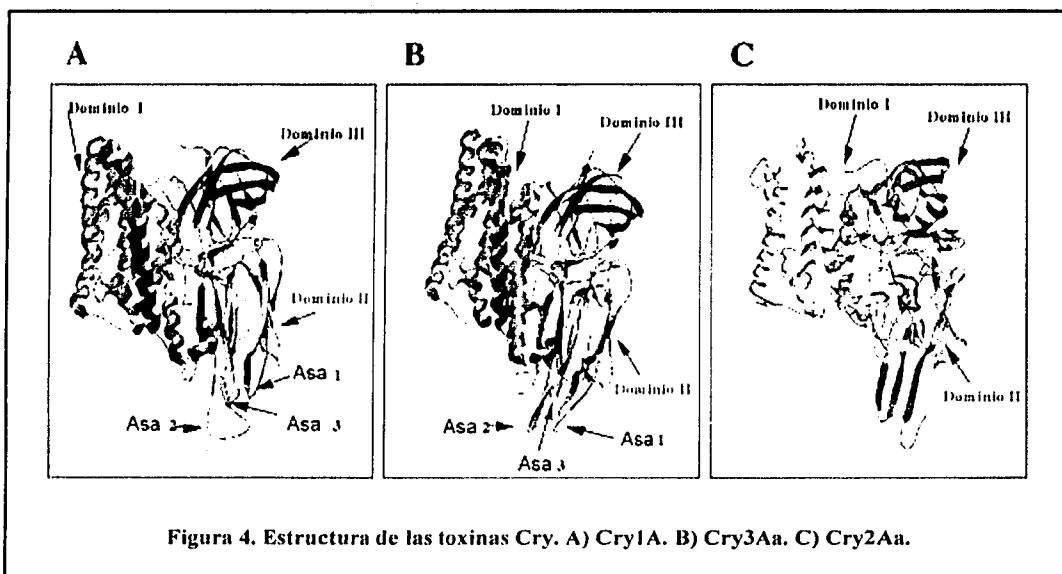 A
Dominio I
Dominio III
Dominio II
Asa 1
Asa 2
Asa 3
B
Dominio I
Dominio III
Dominio II
Asa 2
Asa 1
Asa 3
C
Dominio I
Dominio III
Dominio II
Figura 4. Estructura de las toxinas Cry. A) Cry1A. B) Cry3Aa. C) Cry2Aa.